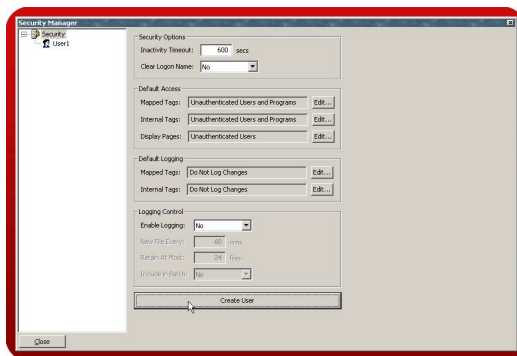 Security Manager
Security
User1
Security Options
Inactivity Timeout: 600 secs
Clear Logon Name: No
Default Access
Mapped Tags: Unauthenticated Users and Programs Edit...
Internal Tags: Unauthenticated Users and Programs Edit...
Display Pages: Unauthenticated Users Edit...
Default Logging
Mapped Tags: Do Not Log Changes Edit...
Internal Tags: Do Not Log Changes Edit...
Logging Control
Enable Logging: No
New File Every: 60 mins
Retain At Most: 24 files
Include in Batch: No
Create User
Close